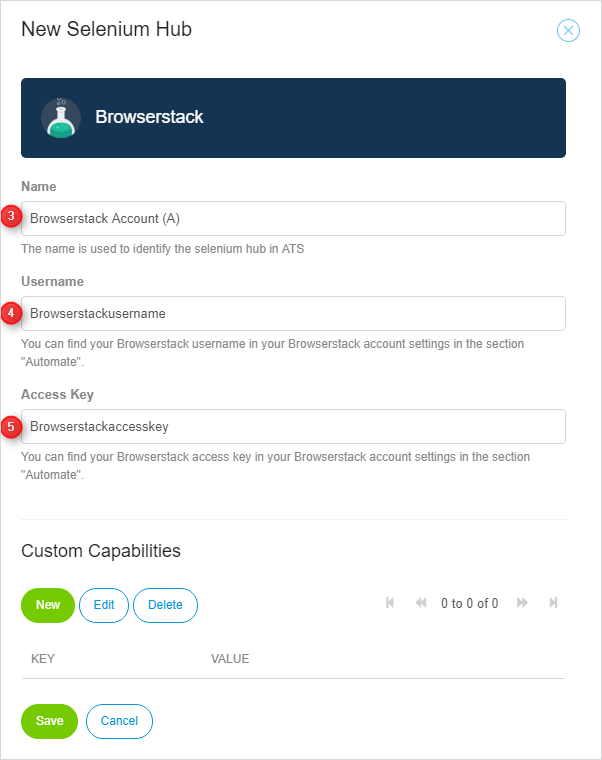 New Selenium Hub
Browserstack
Name
3
Browserstack Account (A)
The name is used to identify the selenium hub in ATS
Username
4
Browserstackusername
You can find your Browserstack username in your Browserstack account settings in the section
"Automate".
Access Key
5
Browserstackaccesskey
You can find your Browserstack access key in your Browserstack account settings in the section
"Automate".
Custom Capabilities
New Edit Delete 0 to 0 of 0
KEY VALUE
Save Cancel